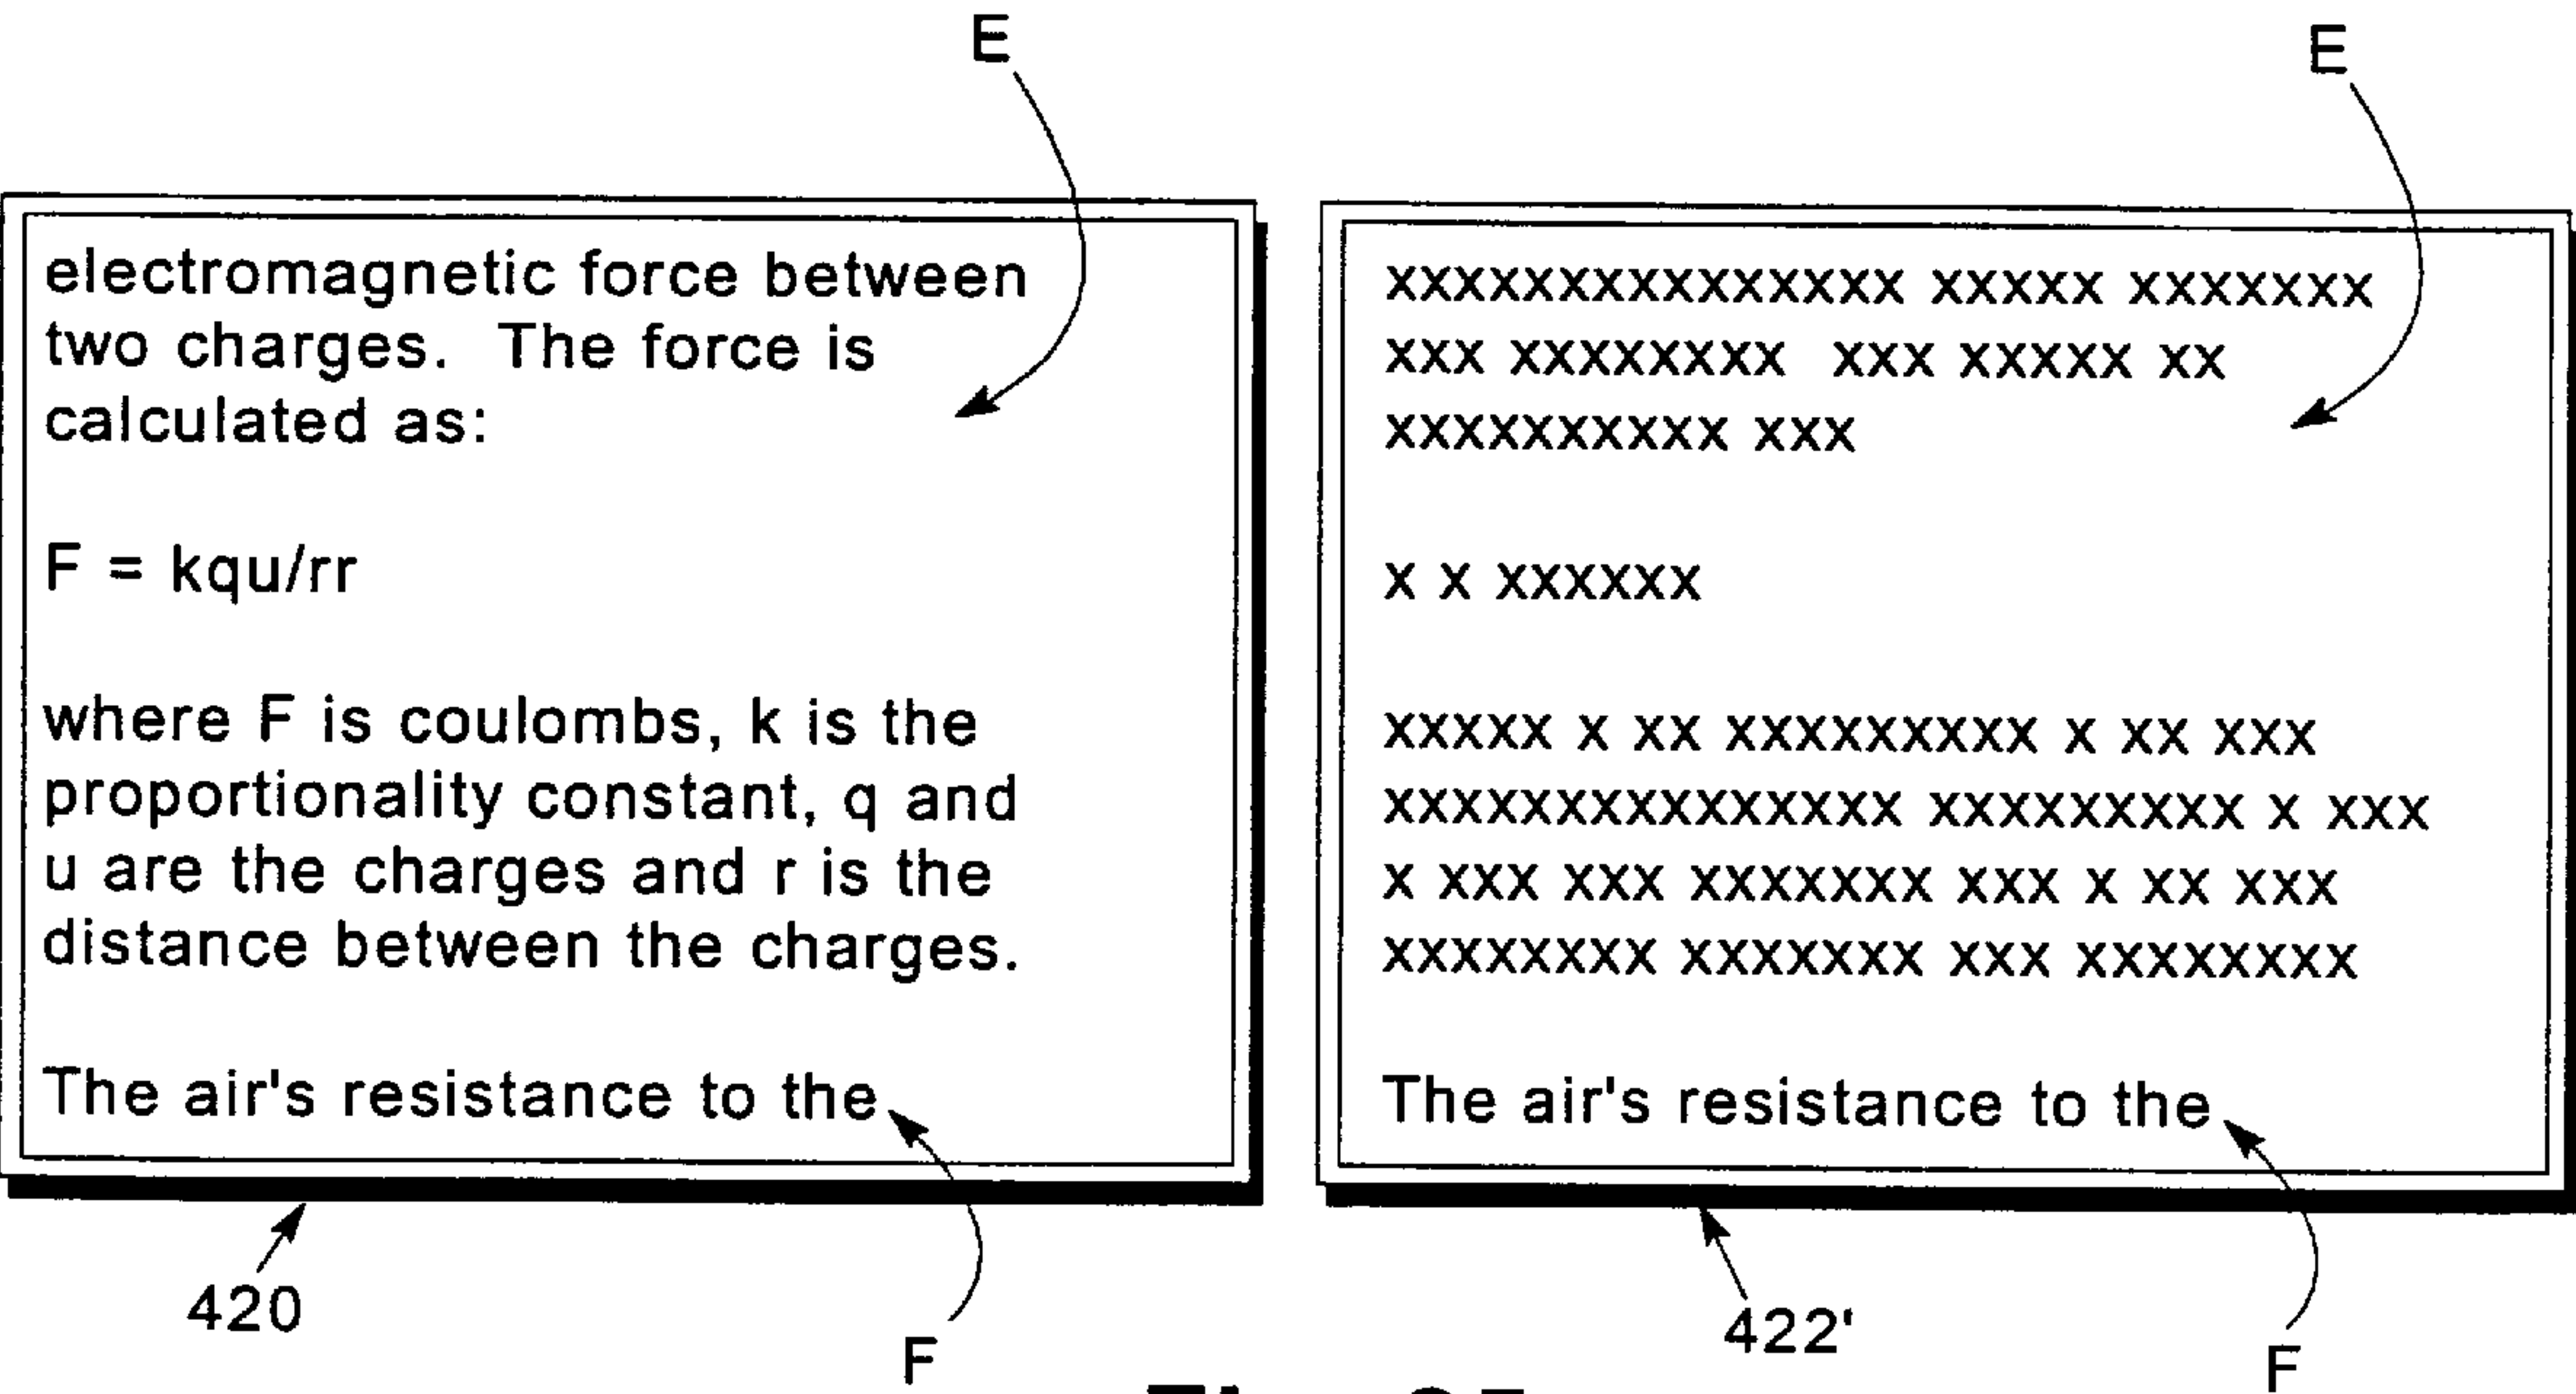 E
electromagnetic force between
two charges.  The force is
calculated as:
F = kqu/rr
where F is coulombs, k is the
proportionality constant, q and
u are the charges and r is the
distance between the charges.
The air's resistance to the
420
F
E
xxxxxxxxxxxxxxx xxxxx xxxxxxx
xxx xxxxxxxx  xxx xxxxx xx
xxxxxxxxxx xxx
x x xxxxxx
xxxxx x xx xxxxxxxxx x xx xxx
xxxxxxxxxxxxxxx xxxxxxxxx x xxx
x xxx xxx xxxxxxx xxx x xx xxx
xxxxxxxx xxxxxxx xxx xxxxxxxx
The air's resistance to the
422'
F